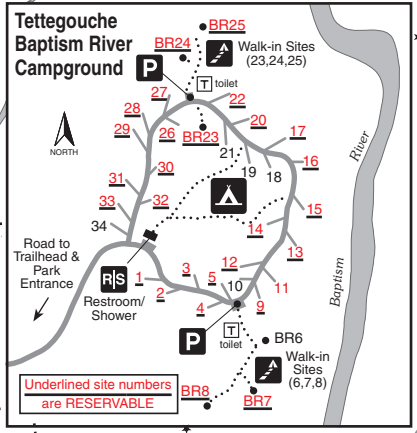 Tettegouche
Baptism River
Campground
BR25
BR24
Walk-in Sites
(23,24,25)
P
T toilet
27
22
28
26
BR23
20
29
21
17
NORTH
19
18
16
30
31
32
15
33
14
34
13
Road to
Trailhead &
Park
Entrance
R|S
Restroom/
Shower
12
11
10
9
1
2
3
5
4
River
Baptism
P
T
toilet
BR6
Walk-in
Sites
(6,7,8)
BR7
BR8
Underlined site numbers
are RESERVABLE